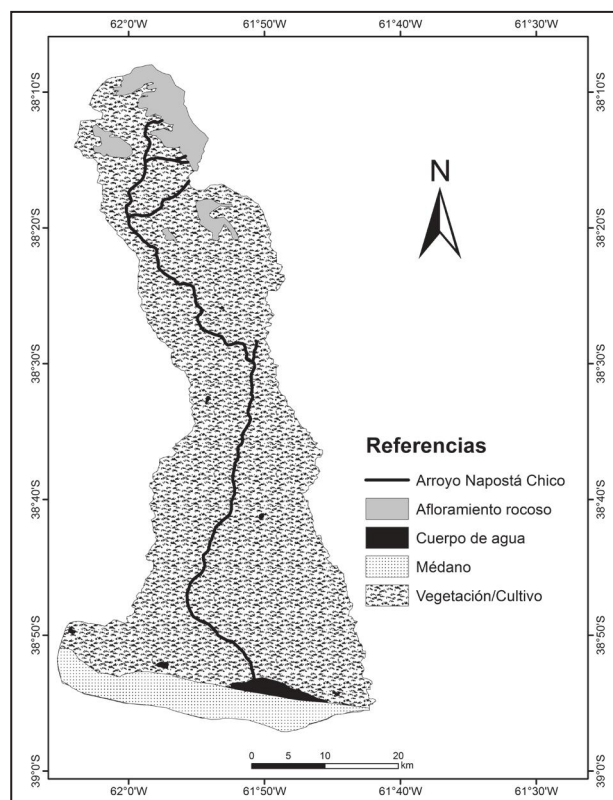 62°0'O 61°50'O 61°40'O 61°30'O
38°10'S 38°10'S
38°20'S 38°20'S
38°30'S 38°30'S
38°40'S 38°40'S
38°50'S 38°50'S
39°0'S 39°0'S
N
Referencias
Arroyo Napostá Chico
Afloramiento rocoso
Cuerpo de agua
Médano
Vegetación/Cultivo
0 5 10 20
km
62°0'O 61°50'O 61°40'O 61°30'O